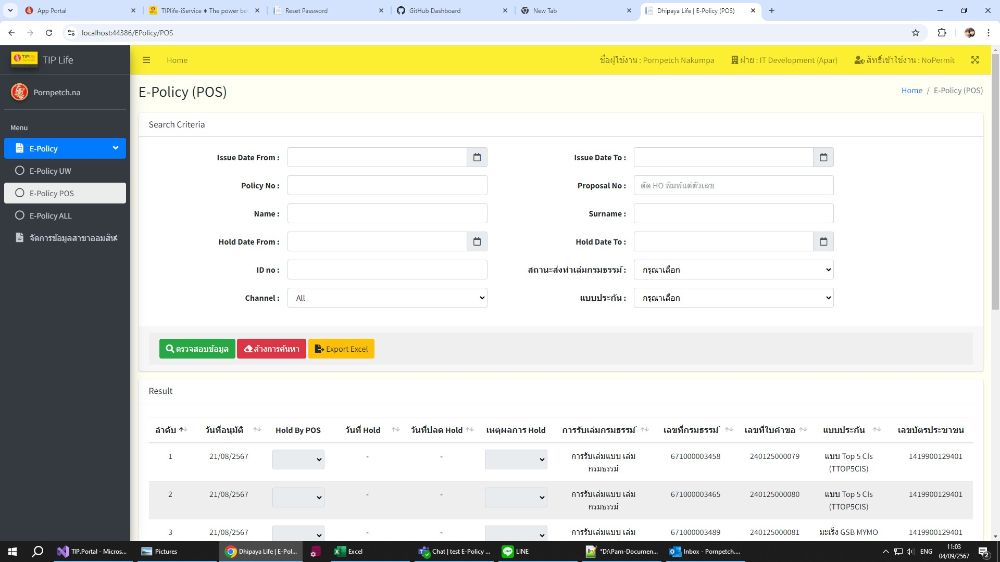 App Portal
TIPlife-iService ♦ The power be
Reset Password
GitHub Dashboard
New Tab
Dhipaya Life | E-Policy (POS)
localhost:44386/EPolicy/POS
TIP Life
Home
ชื่อผู้ใช้งาน : Pornpetch Nakumpa
ฝ่าย : IT Development (Apar)
สิทธิ์เข้าใช้งาน : NoPermit
Pornpetch.na
E-Policy (POS)
Home / E-Policy (POS)
Menu
E-Policy
E-Policy UW
E-Policy POS
E-Policy ALL
จัดการข้อมูลสาขาออมสิน
Search Criteria
Issue Date From :
Issue Date To :
Policy No :
Proposal No :
ตัด HO พิมพ์แต่ตัวเลข
Name :
Surname :
Hold Date From :
Hold Date To :
ID no :
สถานะส่งทำเล่มกรมธรรม์ :
กรุณาเลือก
Channel :
All
แบบประกัน :
กรุณาเลือก
ตรวจสอบข้อมูล
ล้างการค้นหา
Export Excel
Result
ลำดับ วันที่อนุมัติ Hold By POS วันที่ Hold วันที่ปลด Hold เหตุผลการ Hold การรับเล่มกรมธรรม์ เลขที่กรมธรรม์ เลขที่ใบคำขอ แบบประกัน เลขบัตรประชาชน
1 21/08/2567 - - การรับเล่มแบบ เล่ม 671000003458 240125000079 แบบ Top 5 CIs 1419900129401
กรมธรรม์ (TTOP5CIS)
2 21/08/2567 - - การรับเล่มแบบ เล่ม 671000003465 240125000080 แบบ Top 5 CIs 1419900129401
กรมธรรม์ (TTOP5CIS)
3 21/08/2567 - - การรับเล่มแบบ เล่ม 671000003489 240125000081 มะเร็ง GSB MYMO 1419900129401
TIP.Portal - Micros...
Pictures
Dhipaya Life | E-Pol...
Excel
Chat | test E-Policy ...
LINE
*D:\Pam-Documen...
Inbox - Pornpetch....
ENG
11:03
04/09/2567
2